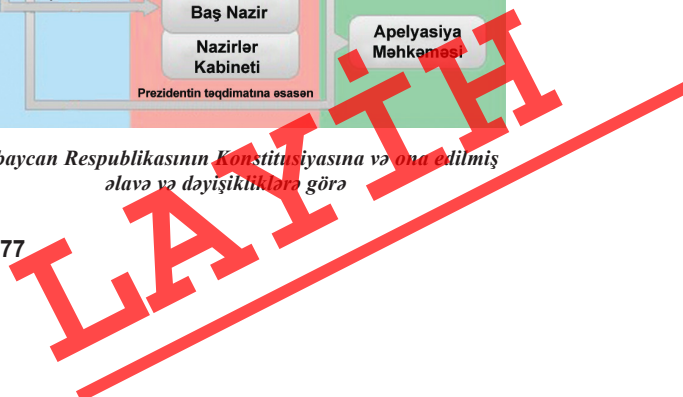 Baş Nazir
Nazirlər
Kabineti
Apelyasiya
Məhkəməsi
Prezidentin təqdimatına əsasən
baycan Respublikasının Konstitusiyasına və ona edilmiş
əlavə və dəyişikliklərə görə
77
LAYİH